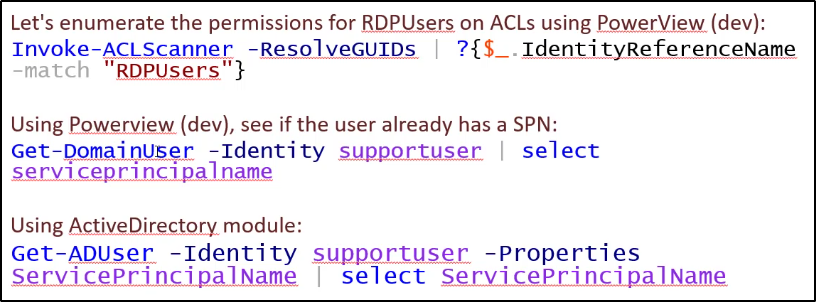 Let's enumerate the permissions for RDPUsers on ACLs using PowerView (dev):
Invoke-ACLScanner -ResolveGUIDs | ?{$_.IdentityReferenceName
-match "RDPUsers"}
Using Powerview (dev), see if the user already has a SPN:
Get-DomainUser -Identity supportuser | select
serviceprincipalname
Using ActiveDirectory module:
Get-ADUser -Identity supportuser -Properties
ServicePrincipalName | select ServicePrincipalName